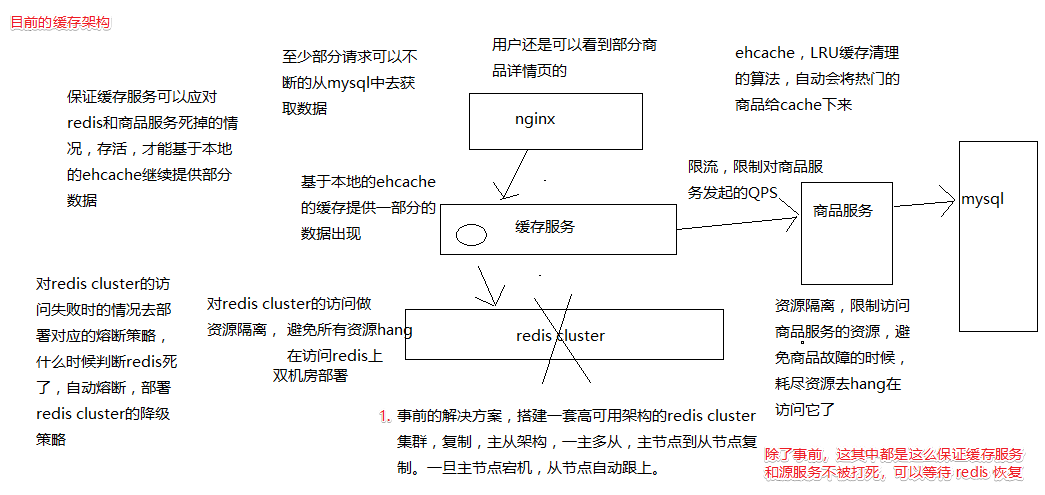 目前的缓存架构
至少部分请求可以不
断的从mysql中去获
取数据
用户还是可以看到部分商
品详情页的
ehcache，LRU缓存清理
的算法，自动会将热门的
商品给cache下来
保证缓存服务可以应对
redis和商品服务死掉的情
况，存活，才能基于本地
的ehcache继续提供部分
数据
nginx
基于本地的ehcache
的缓存提供一部分的
数据出现
限流，限制对商品服
务发起的QPS
缓存服务
商品服务
mysql
对redis cluster的访
问失败时的情况去部
署对应的熔断策略，
什么时候判断redis死
了，自动熔断，部署
redis cluster的降级
策略
对redis cluster的访问做
资源隔离， 避免所有资源hang
在访问redis上
双机房部署
redis cluster
资源隔离，限制访问
商品服务的资源，避
免商品故障的时候，
耗尽资源去hang在
访问它了
1. 事前的解决方案，搭建一套高可用架构的redis cluster
集群，复制，主从架构，一主多从，主节点到从节点复
制。一旦主节点宕机，从节点自动跟上。
除了事前，这其中都是这么保证缓存服务
和源服务不被打死，可以等待 redis 恢复